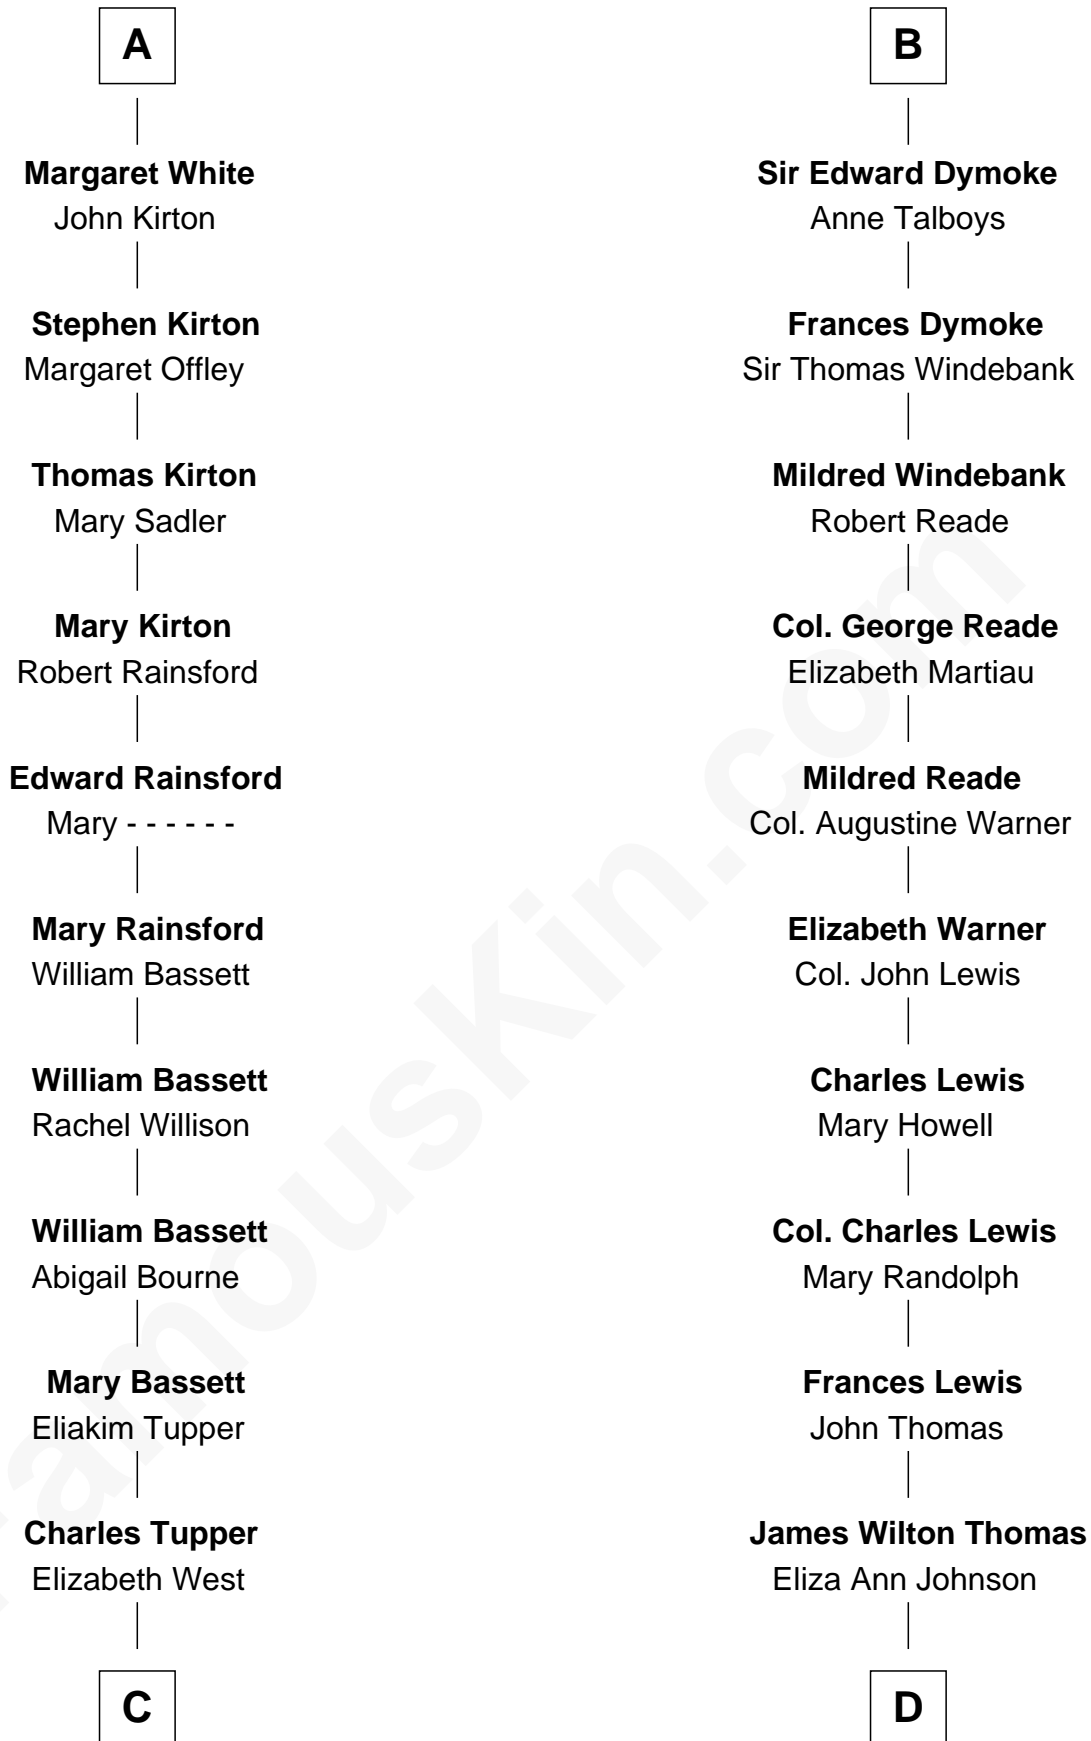 A
Margaret White
John Kirton
Stephen Kirton
Margaret Offley
Thomas Kirton
Mary Sadler
Mary Kirton
Robert Rainsford
Edward Rainsford
Mary - - - - - -
Mary Rainsford
William Bassett
William Bassett
Rachel Willison
William Bassett
Abigail Bourne
Mary Bassett
Eliakim Tupper
Charles Tupper
Elizabeth West
C
B
Sir Edward Dymoke
Anne Talboys
Frances Dymoke
Sir Thomas Windebank
Mildred Windebank
Robert Reade
Col. George Reade
Elizabeth Martiau
Mildred Reade
Col. Augustine Warner
Elizabeth Warner
Col. John Lewis
Charles Lewis
Mary Howell
Col. Charles Lewis
Mary Randolph
Frances Lewis
John Thomas
James Wilton Thomas
Eliza Ann Johnson
D
FamousKin.com